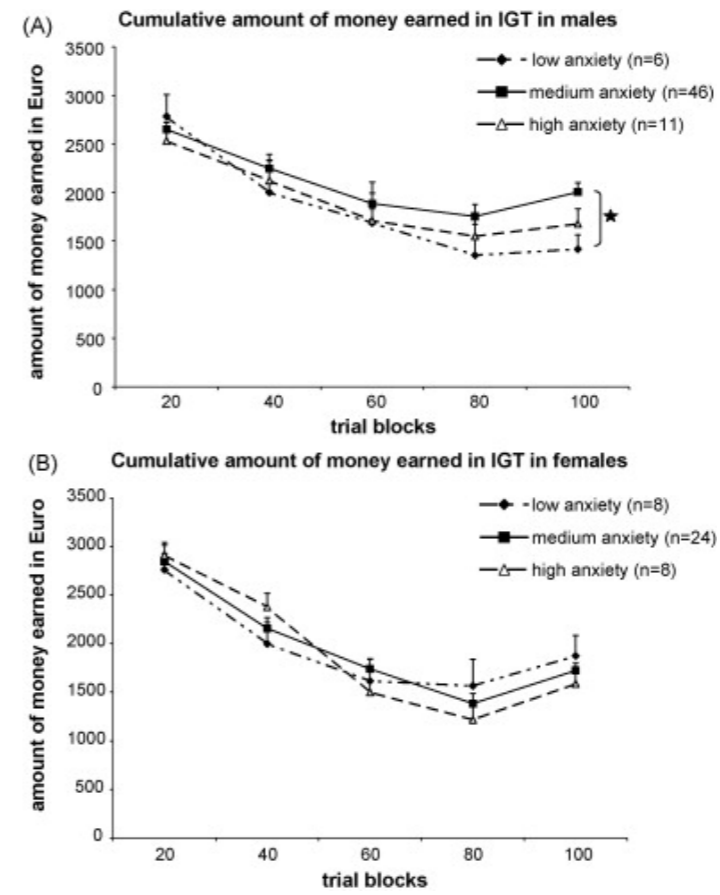 (A)
Cumulative amount of money earned in IGT in males
amount of money earned in Euro
3500
3000
2500
2000
1500
1000
500
0
low anxiety (n=6)
medium anxiety (n=46)
high anxiety (n=11)
20 40 60 80 100
trial blocks
(B)
Cumulative amount of money earned in IGT in females
amount of money earned in Euro
3500
3000
2500
2000
1500
1000
500
0
low anxiety (n=8)
medium anxiety (n=24)
high anxiety (n=8)
20 40 60 80 100
trial blocks